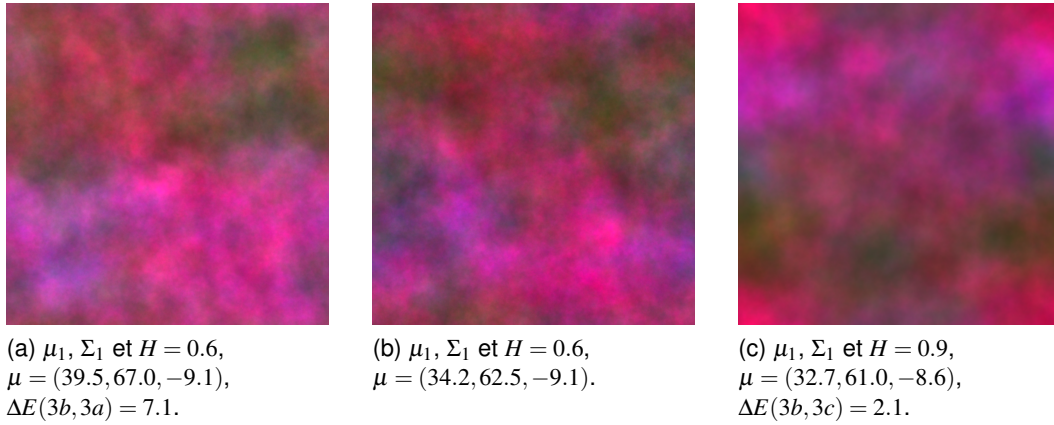 (a) μ₁, Σ₁ et H = 0.6,
μ = (39.5, 67.0, −9.1),
ΔE(3b, 3a) = 7.1.
(b) μ₁, Σ₁ et H = 0.6,
μ = (34.2, 62.5, −9.1).
(c) μ₁, Σ₁ et H = 0.9,
μ = (32.7, 61.0, −8.6),
ΔE(3b, 3c) = 2.1.